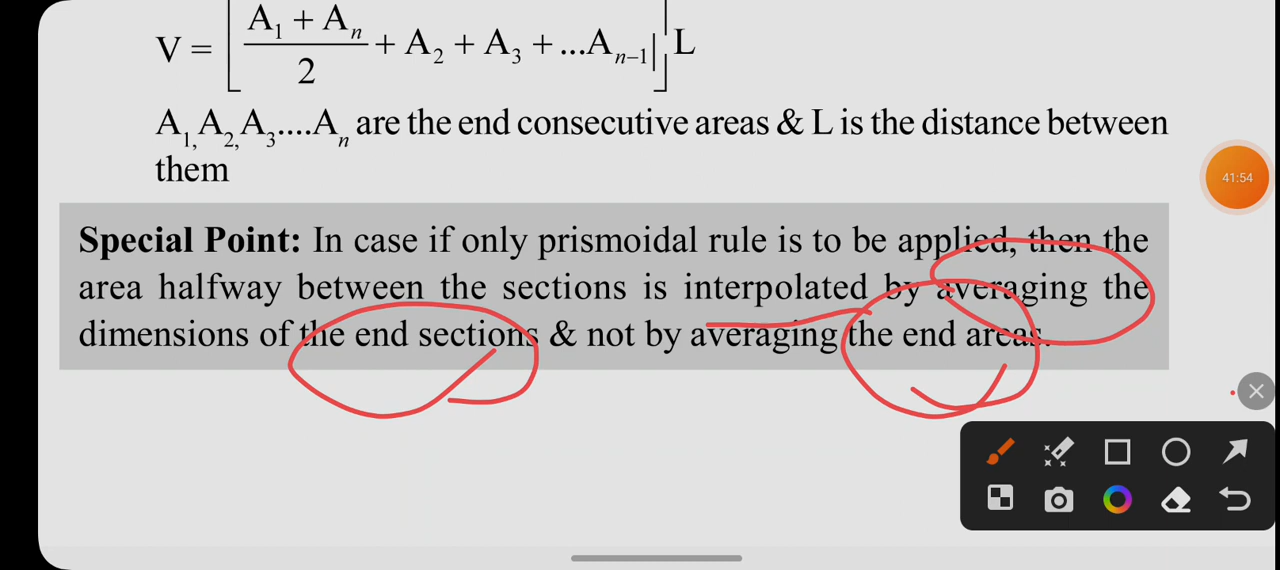 V = [ (A₁ + Aₙ)/2 + A₂ + A₃ + ...Aₙ₋₁ ] L
A₁, A₂, A₃....Aₙ are the end consecutive areas & L is the distance between
them
41:54
Special Point: In case if only prismoidal rule is to be applied, then the
area halfway between the sections is interpolated by averaging the
dimensions of the end sections & not by averaging the end areas.